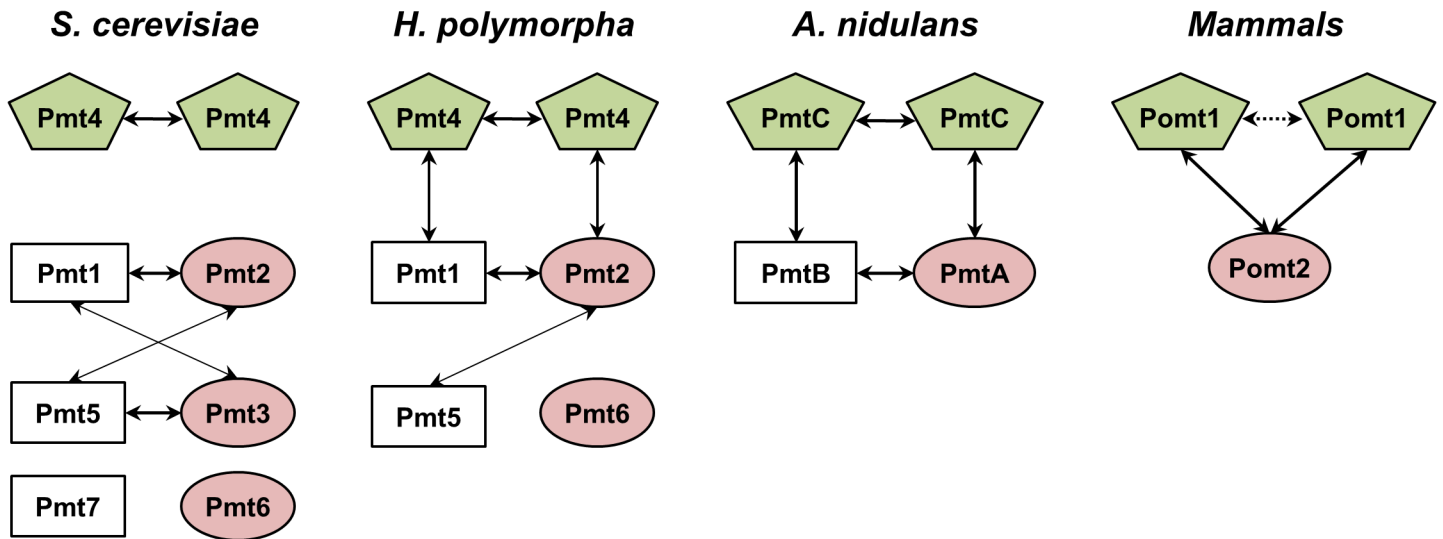 S. cerevisiae
Pmt4 Pmt4
Pmt1 Pmt2
Pmt5 Pmt3
Pmt7 Pmt6
H. polymorpha
Pmt4 Pmt4
Pmt1 Pmt2
Pmt5 Pmt6
A. nidulans
PmtC PmtC
PmtB PmtA
Mammals
Pomt1 Pomt1
Pomt2